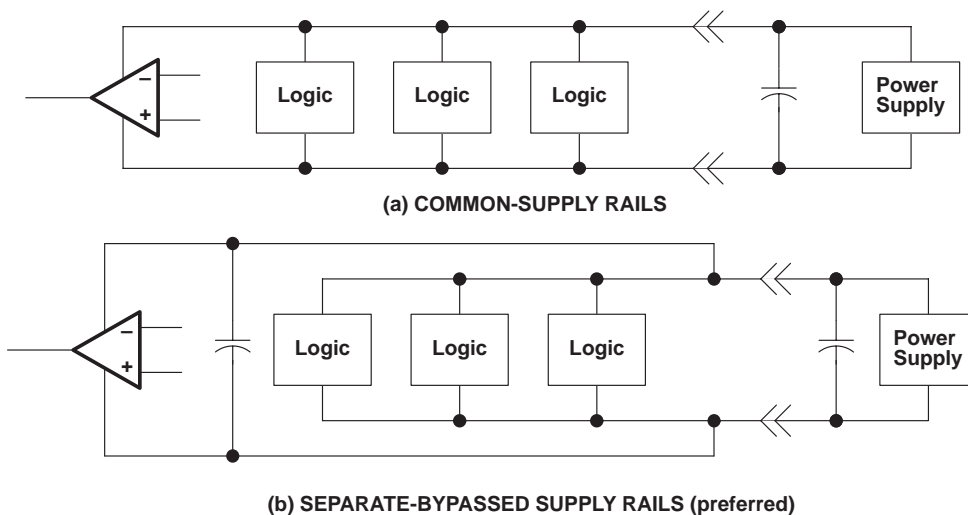 −
+
Logic
Logic
Logic
Power
Supply
(a) COMMON-SUPPLY RAILS
−
+
Logic
Logic
Logic
Power
Supply
(b) SEPARATE-BYPASSED SUPPLY RAILS (preferred)